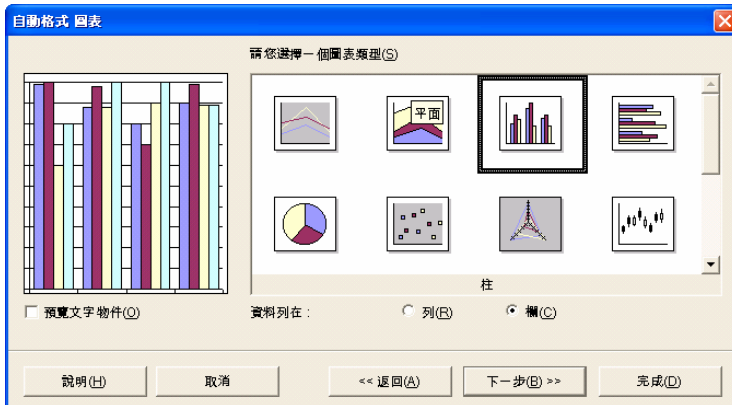 自動格式 圖表
請您選擇一個圖表類型(S)
平面
柱
預覽文字物件(O)
資料列在：
列(R)
欄(C)
說明(H)
取消
<< 返回(A)
下一步(B) >>
完成(D)